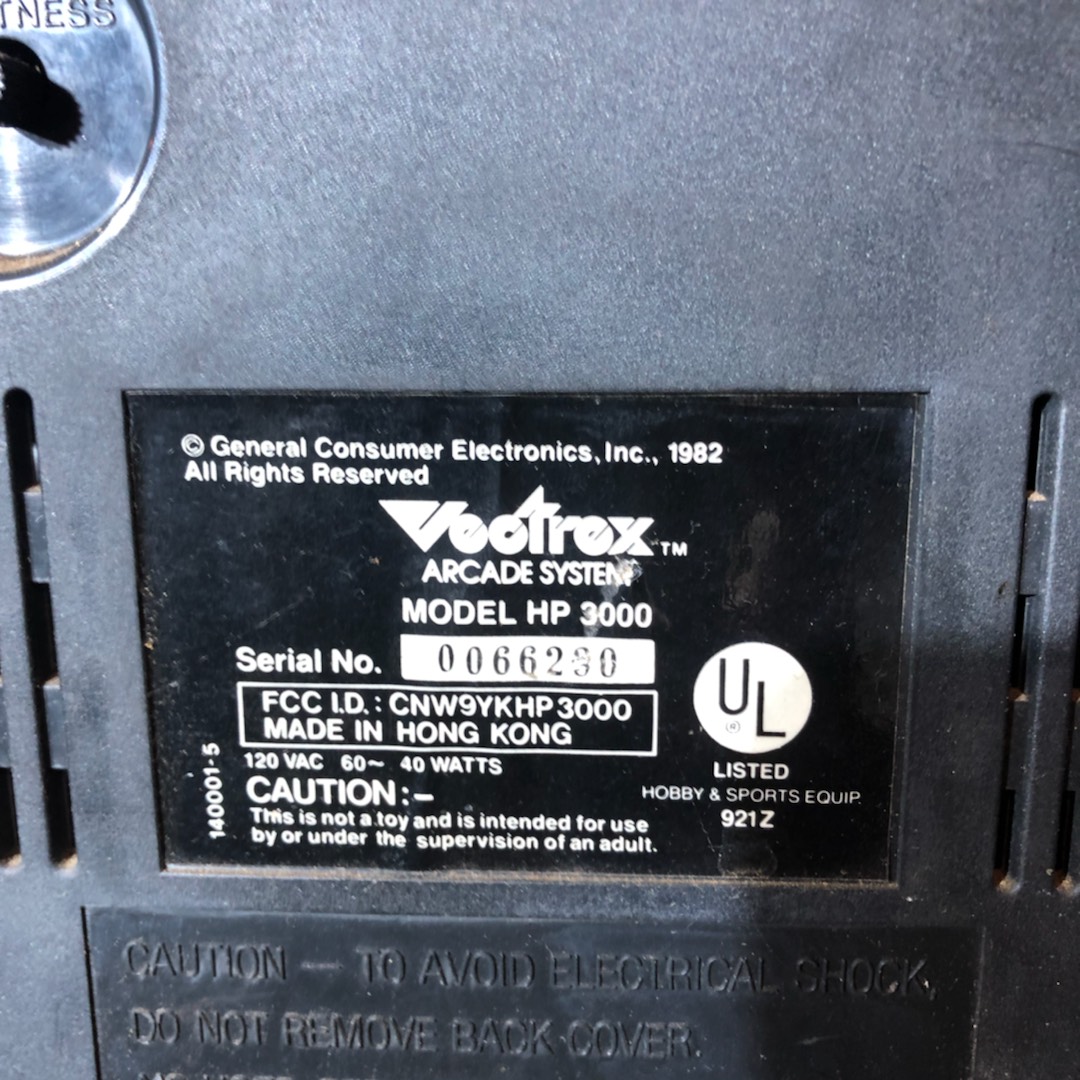 © General Consumer Electronics, Inc., 1982
All Rights Reserved
Vectrex TM
ARCADE SYSTEM
MODEL HP 3000
Serial No.
FCC I.D.: CNW9YKHP3000
MADE IN HONG KONG
120 VAC 60~ 40 WATTS
CAUTION:-
This is not a toy and is intended for use
by or under the supervision of an adult.
140001-5
UL
®
LISTED
HOBBY & SPORTS EQUIP.
921Z
CAUTION — TO AVOID ELECTRICAL SHOCK,
DO NOT REMOVE BACK COVER.